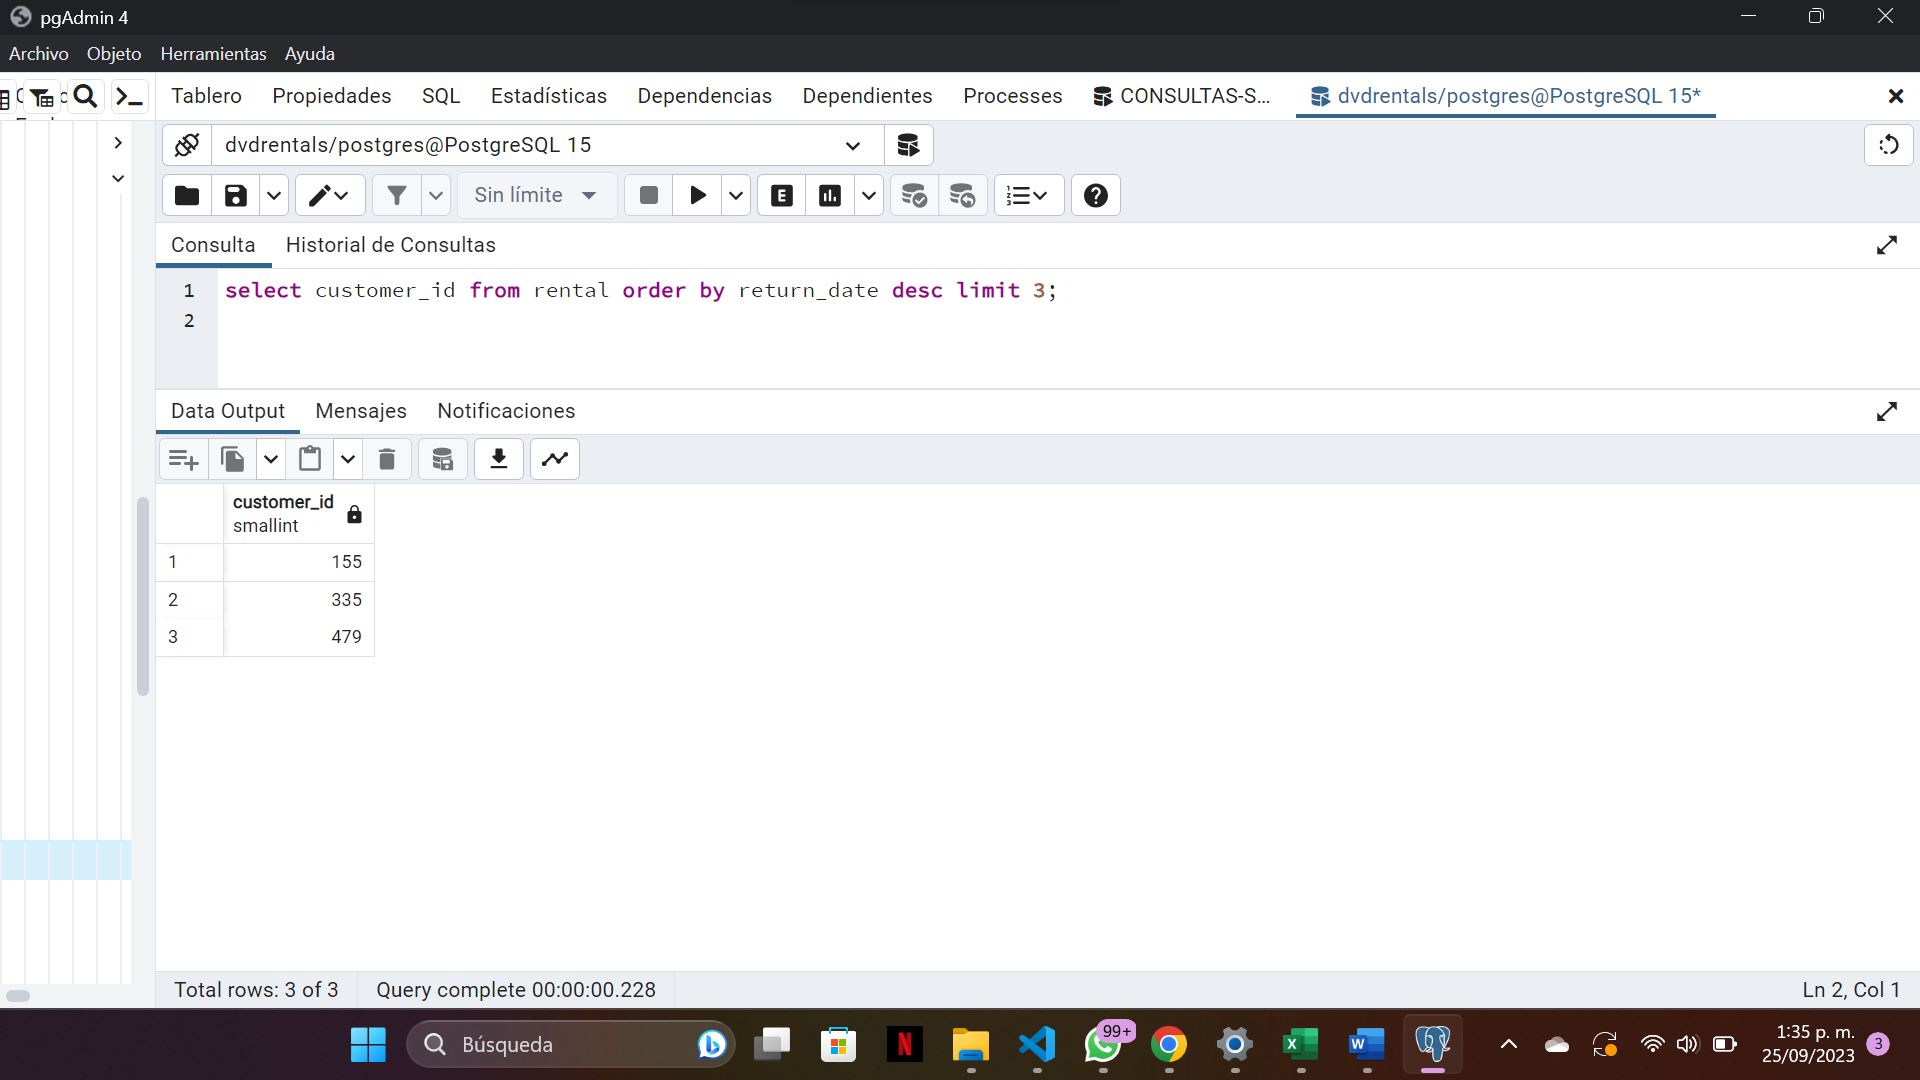 pgAdmin 4
Archivo Objeto Herramientas Ayuda
Tablero Propiedades SQL Estadísticas Dependencias Dependientes Processes CONSULTAS-S... dvdrentals/postgres@PostgreSQL 15*
dvdrentals/postgres@PostgreSQL 15
Sin límite
E
Consulta Historial de Consultas
1 select customer_id from rental order by return_date desc limit 3;
2
Data Output Mensajes Notificaciones
customer_id
smallint
1 155
2 335
3 479
Total rows: 3 of 3 Query complete 00:00:00.228 Ln 2, Col 1
Búsqueda 99+ 1:35 p. m. 3
25/09/2023